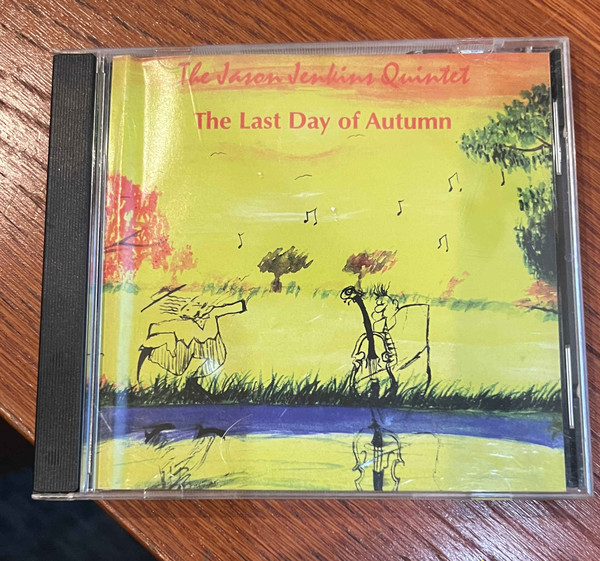 The Jason Jenkins Quintet
The Last Day of Autumn